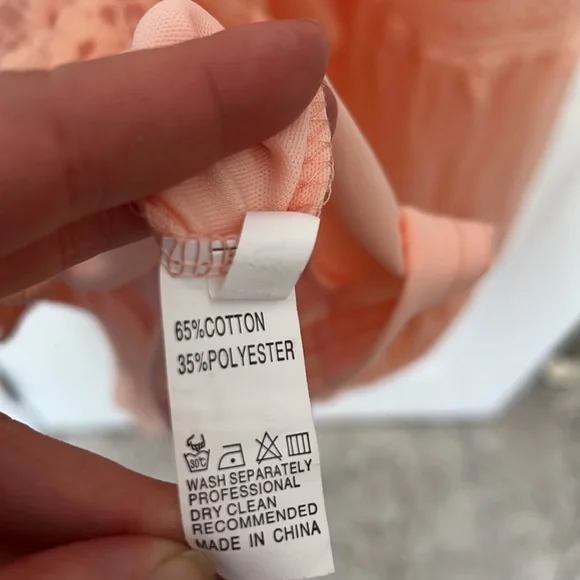 65%COTTON
35%POLYESTER
30°C
WASH SEPARATELY
PROFESSIONAL
DRY CLEAN
RECOMMENDED
MADE IN CHINA